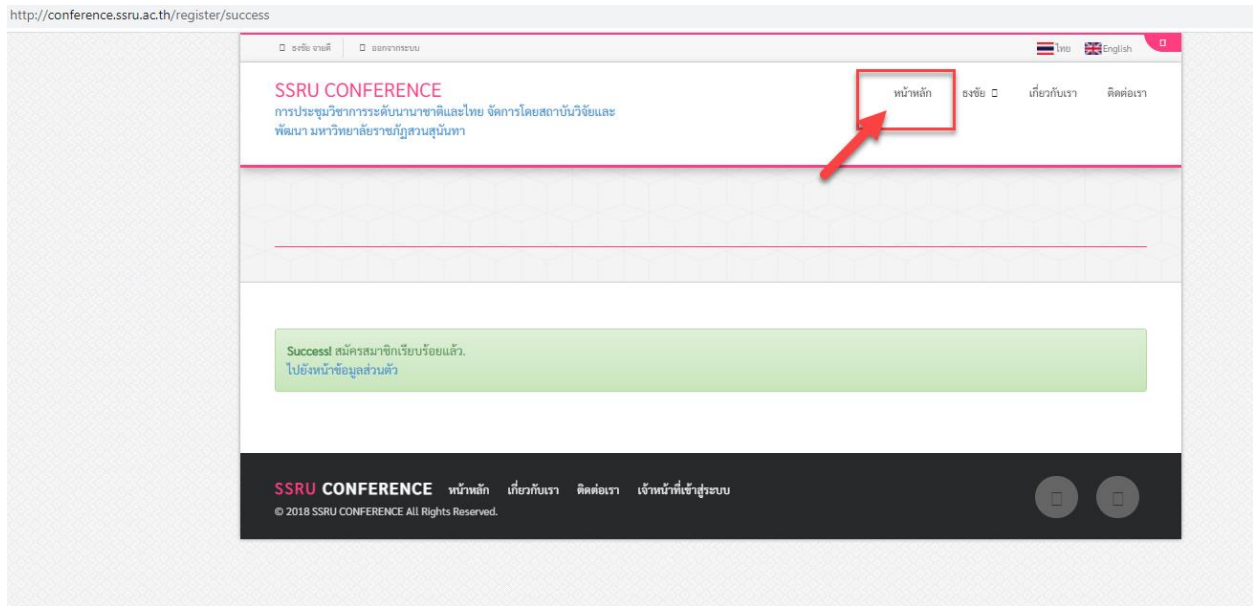 http://conference.ssru.ac.th/register/success
ธงชัย จายดี ออกจากระบบ ไทย English
SSRU CONFERENCE
หน้าหลัก ธงชัย เกี่ยวกับเรา ติดต่อเรา
การประชุมวิชาการระดับนานาชาติและไทย จัดการโดยสถาบันวิจัยและ
พัฒนา มหาวิทยาลัยราชภัฏสวนสุนันทา
Success! สมัครสมาชิกเรียบร้อยแล้ว.
ไปยังหน้าข้อมูลส่วนตัว
SSRU CONFERENCE หน้าหลัก เกี่ยวกับเรา ติดต่อเรา เจ้าหน้าที่เข้าสู่ระบบ
© 2018 SSRU CONFERENCE All Rights Reserved.